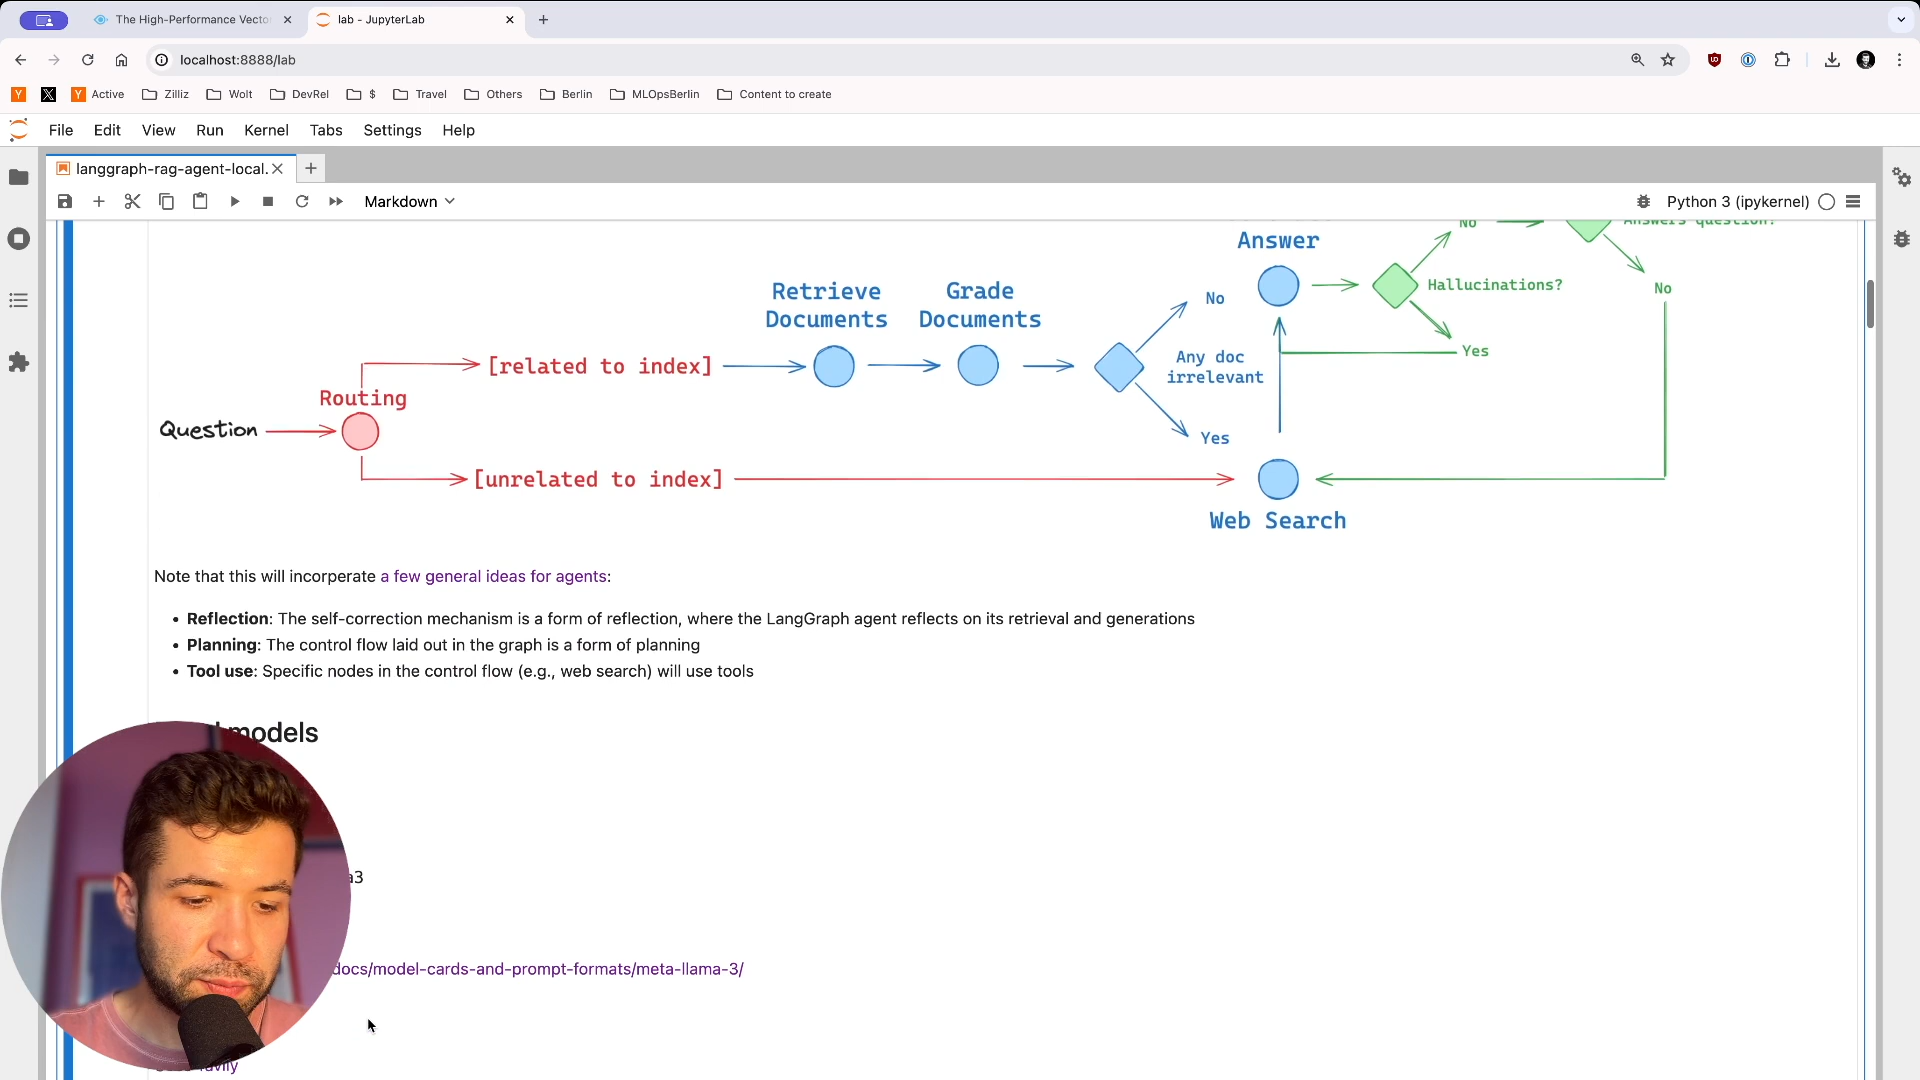 The High-Performance Vecto
lab - JupyterLab
localhost:8888/lab
Active
Zilliz
Wolt
DevRel
$
Travel
Others
Berlin
MLOpsBerlin
Content to create
File
Edit
View
Run
Kernel
Tabs
Settings
Help
langgraph-rag-agent-local.
Markdown
Python 3 (ipykernel)
No
Answers question?
Answer
Hallucinations?
No
Yes
Retrieve
Documents
Grade
Documents
No
Any doc
irrelevant
Yes
[related to index]
Routing
Question
[unrelated to index]
Web Search
Note that this will incorperate a few general ideas for agents:
• Reflection: The self-correction mechanism is a form of reflection, where the LangGraph agent reflects on its retrieval and generations
• Planning: The control flow laid out in the graph is a form of planning
• Tool use: Specific nodes in the control flow (e.g., web search) will use tools
models
a3
docs/model-cards-and-prompt-formats/meta-llama-3/